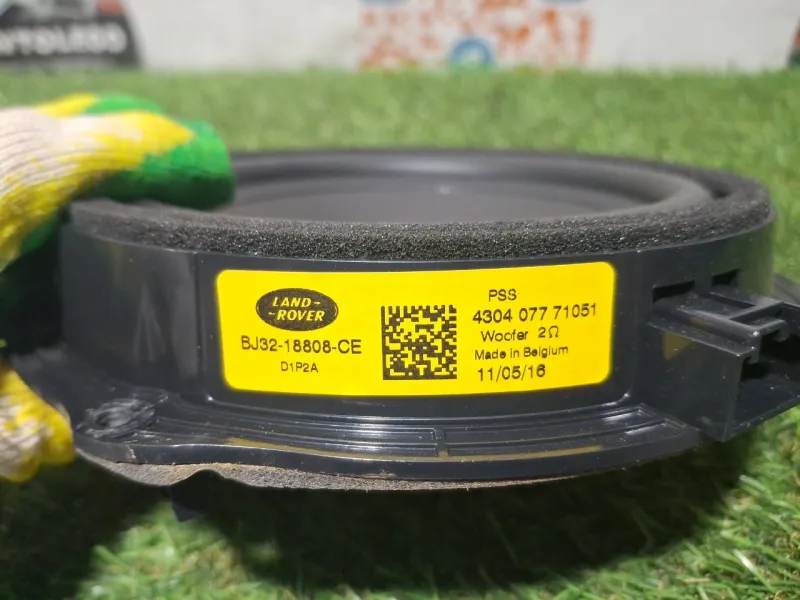 LAND-
-ROVER
BJ32-18808-CE
D1P2A
PSS
4304 077 71051
Woofer 2Ω
Made in Belgium
11/05/16